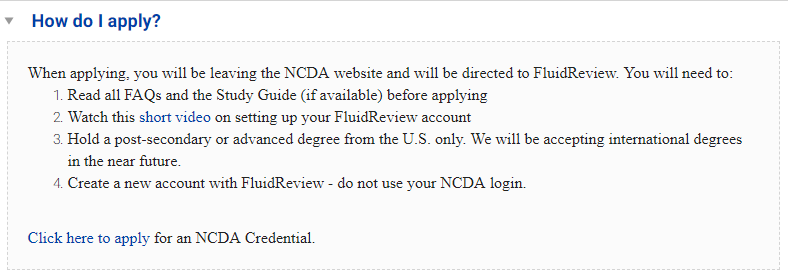 How do I apply?
When applying, you will be leaving the NCDA website and will be directed to FluidReview. You will need to:
1. Read all FAQs and the Study Guide (if available) before applying
2. Watch this short video on setting up your FluidReview account
3. Hold a post-secondary or advanced degree from the U.S. only. We will be accepting international degrees
in the near future.
4. Create a new account with FluidReview - do not use your NCDA login.
Click here to apply for an NCDA Credential.